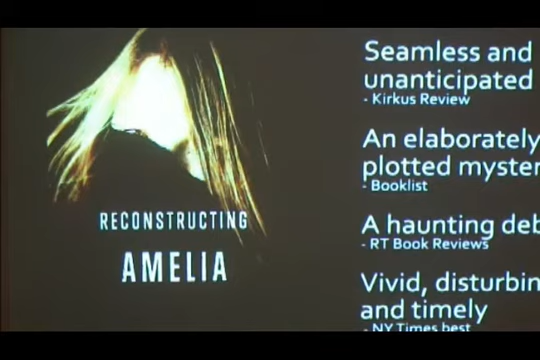 RECONSTRUCTING
AMELIA
Seamless and
unanticipated
- Kirkus Review
An elaborately
plotted myster
- Booklist
A haunting deb
- RT Book Reviews
Vivid, disturbin
and timely
- NY Times best